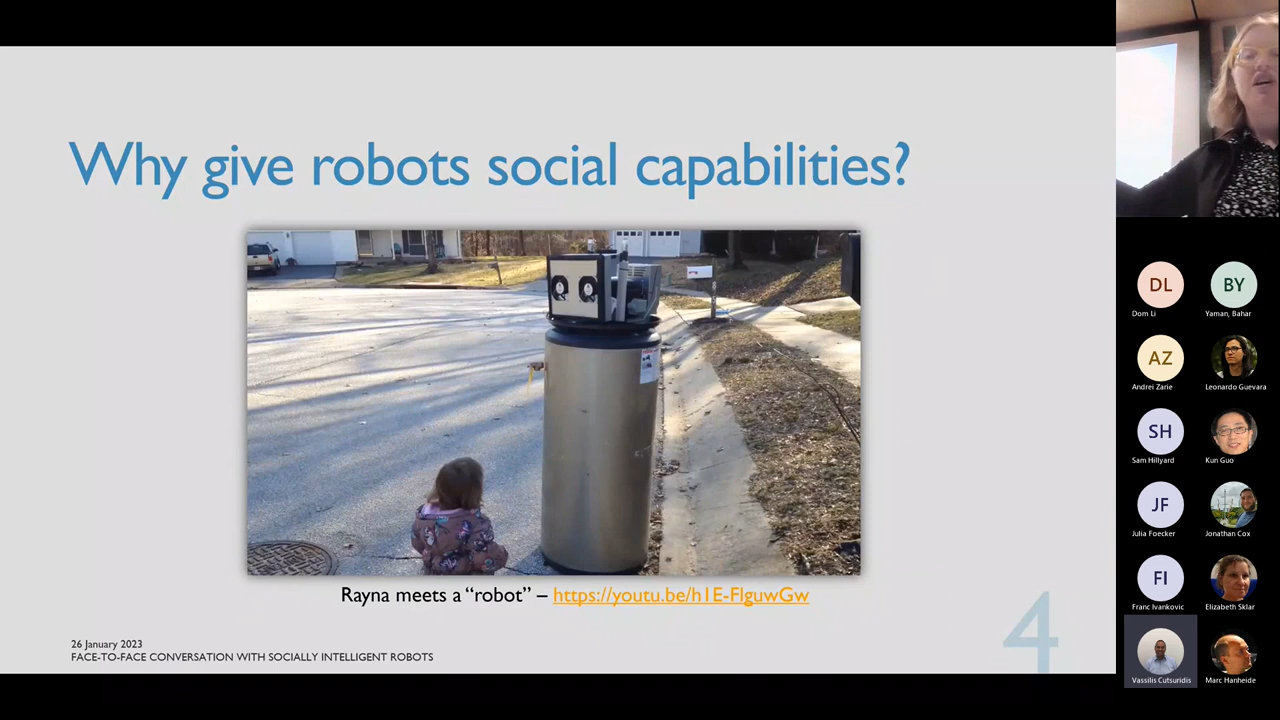 Why give robots social capabilities?
Rayna meets a “robot” – https://youtu.be/h1E-FlguwGw
26 January 2023
FACE-TO-FACE CONVERSATION WITH SOCIALLY INTELLIGENT ROBOTS
4
DL
BY
Dom Li
Yaman, Bahar
AZ
Andrei Zarie
Leonardo Guevara
SH
Sam Hillyard
Kun Guo
JF
Julia Foecker
Jonathan Cox
FI
Franc Ivankovic
Elizabeth Sklar
Vassilis Cutsuridis
Marc Hanheide